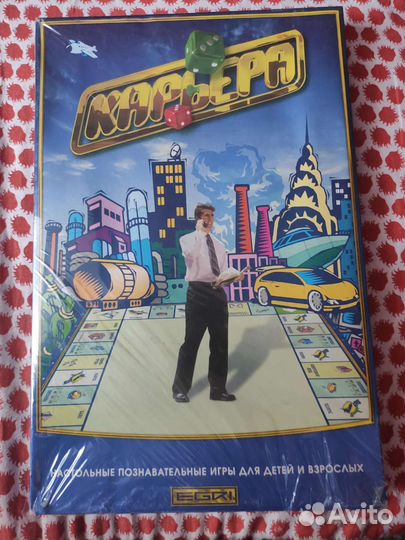 КАРЬЕРА
НАСТОЛЬНЫЕ ПОЗНАВАТЕЛЬНЫЕ ИГРЫ ДЛЯ ДЕТЕЙ И ВЗРОСЛЫХ
EGRI
Avito